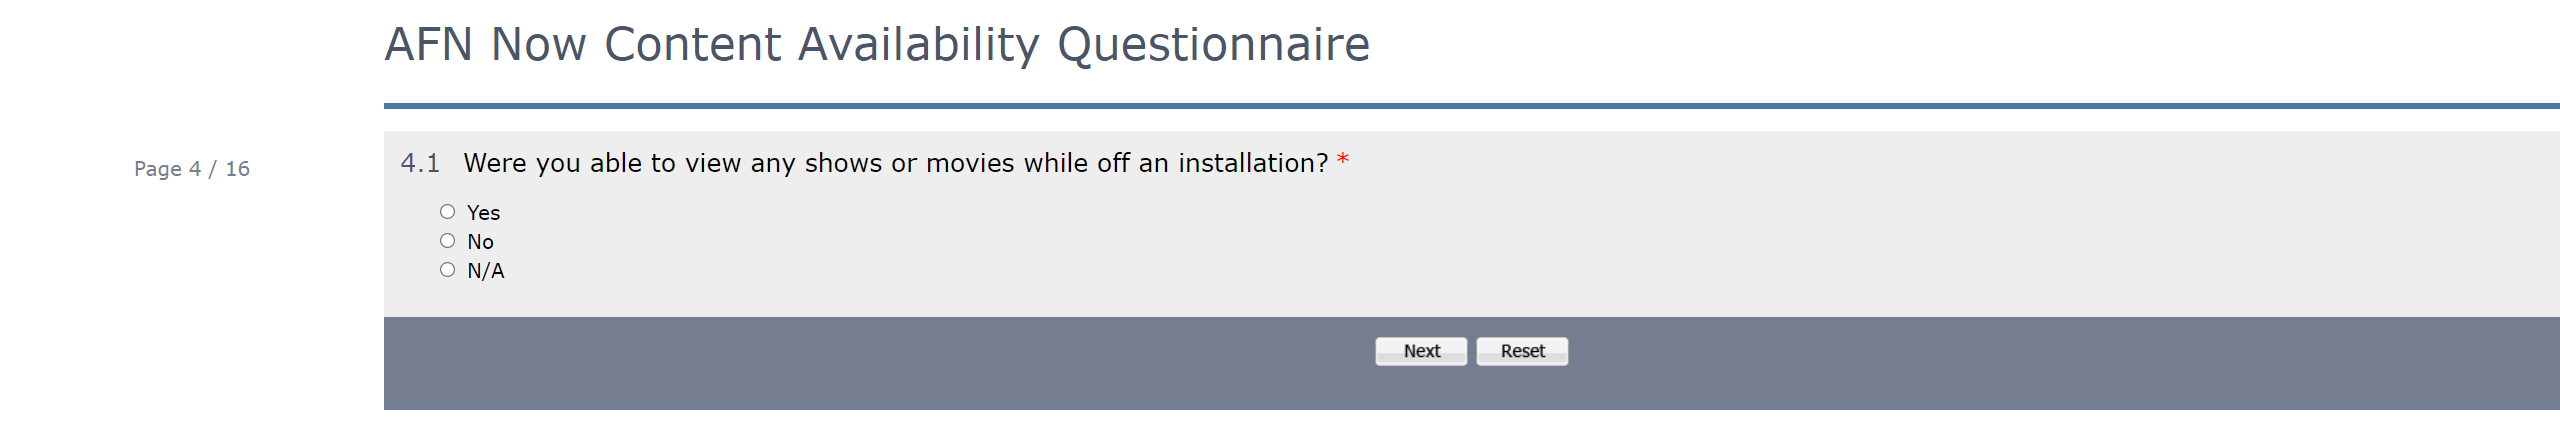 AFN Now Content Availability Questionnaire
Page 4 / 16
4.1 Were you able to view any shows or movies while off an installation? *
Yes
No
N/A
Next Reset